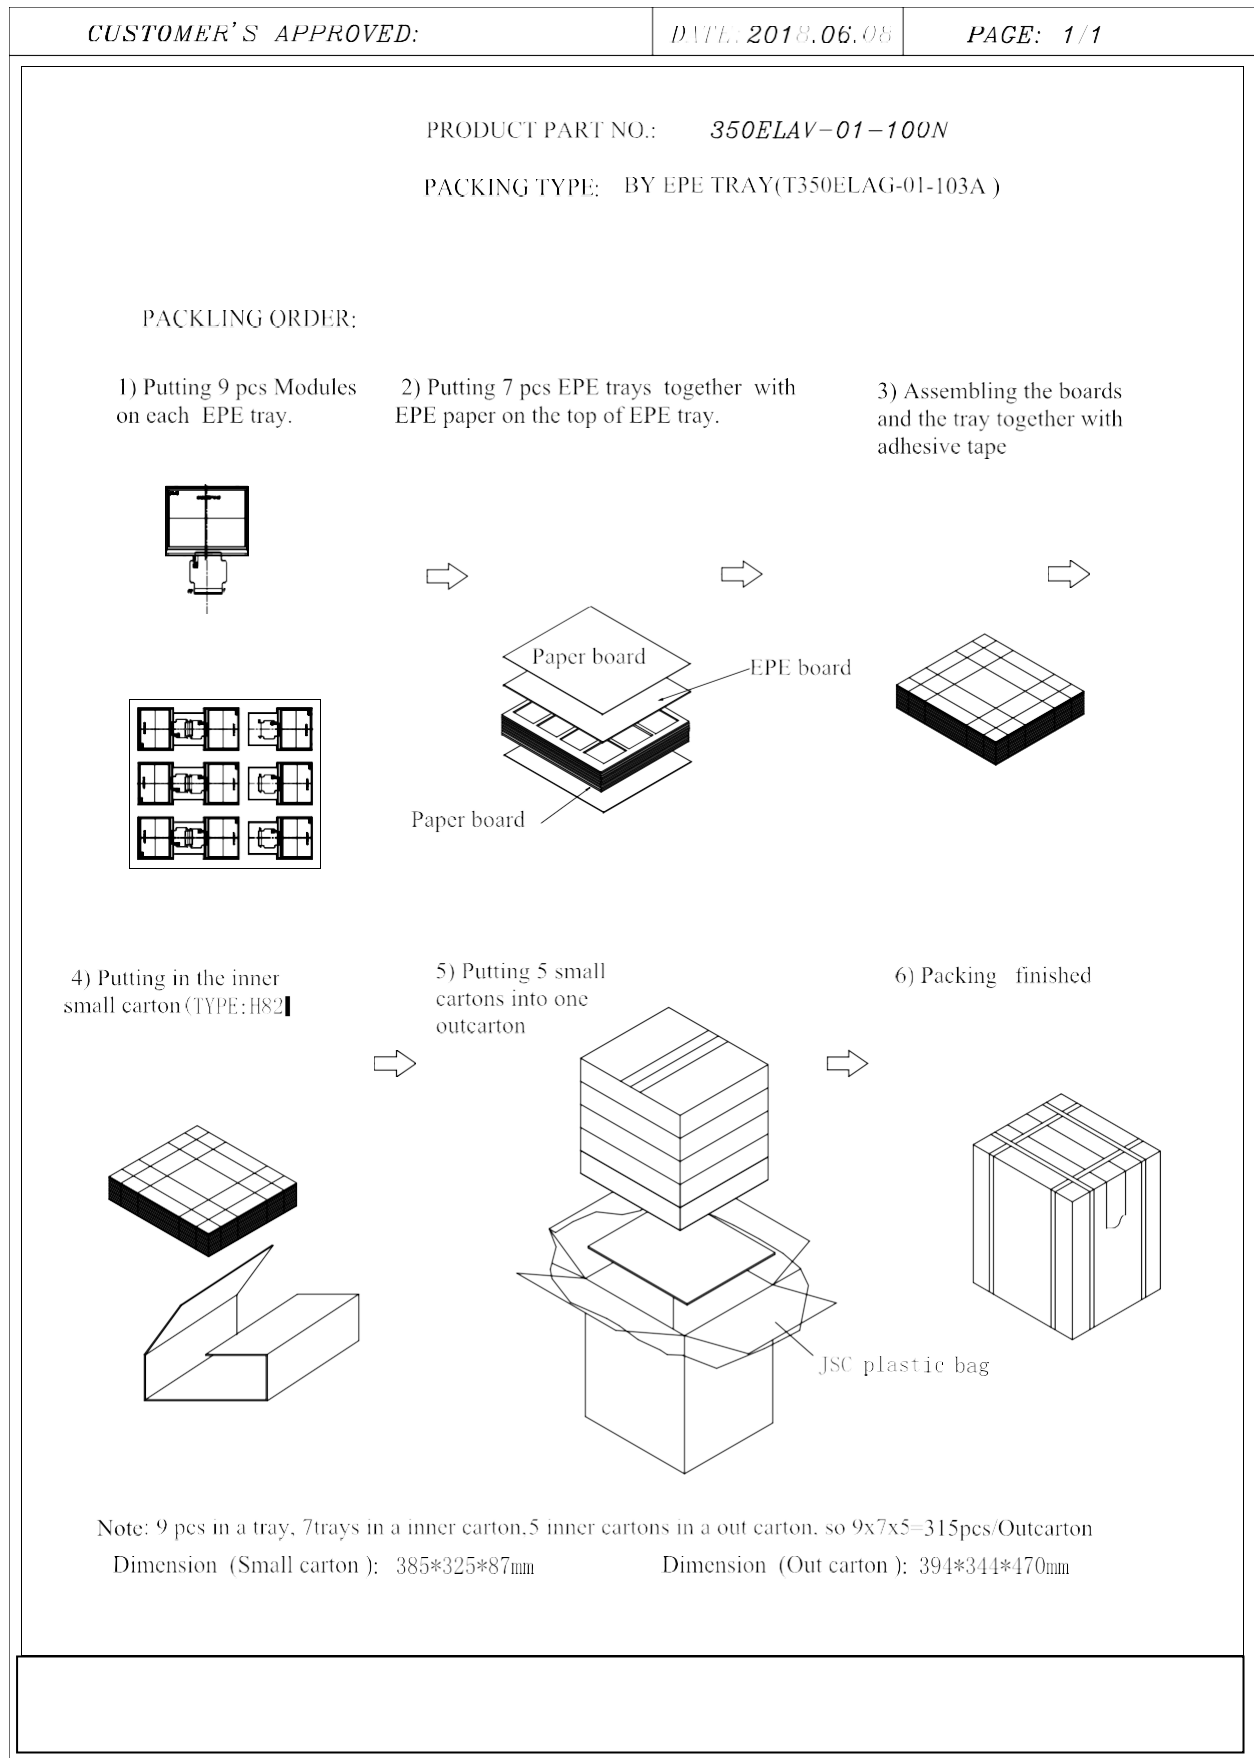 CUSTOMER'S APPROVED:
DATE: 2018.06.08
PAGE: 1/1
PRODUCT PART NO.: 350ELAV-01-100N
PACKING TYPE: BY EPE TRAY(T350ELAG-01-103A )
PACKLING ORDER:
1) Putting 9 pcs Modules
on each EPE tray.
2) Putting 7 pcs EPE trays together with
EPE paper on the top of EPE tray.
3) Assembling the boards
and the tray together with
adhesive tape
Paper board
EPE board
Paper board
4) Putting in the inner
small carton (TYPE:H82
5) Putting 5 small
cartons into one
outcarton
6) Packing finished
JSC plastic bag
Note: 9 pcs in a tray, 7trays in a inner carton,5 inner cartons in a out carton, so 9x7x5=315pcs/Outcarton
Dimension (Small carton ): 385*325*87mm
Dimension (Out carton ): 394*344*470mm